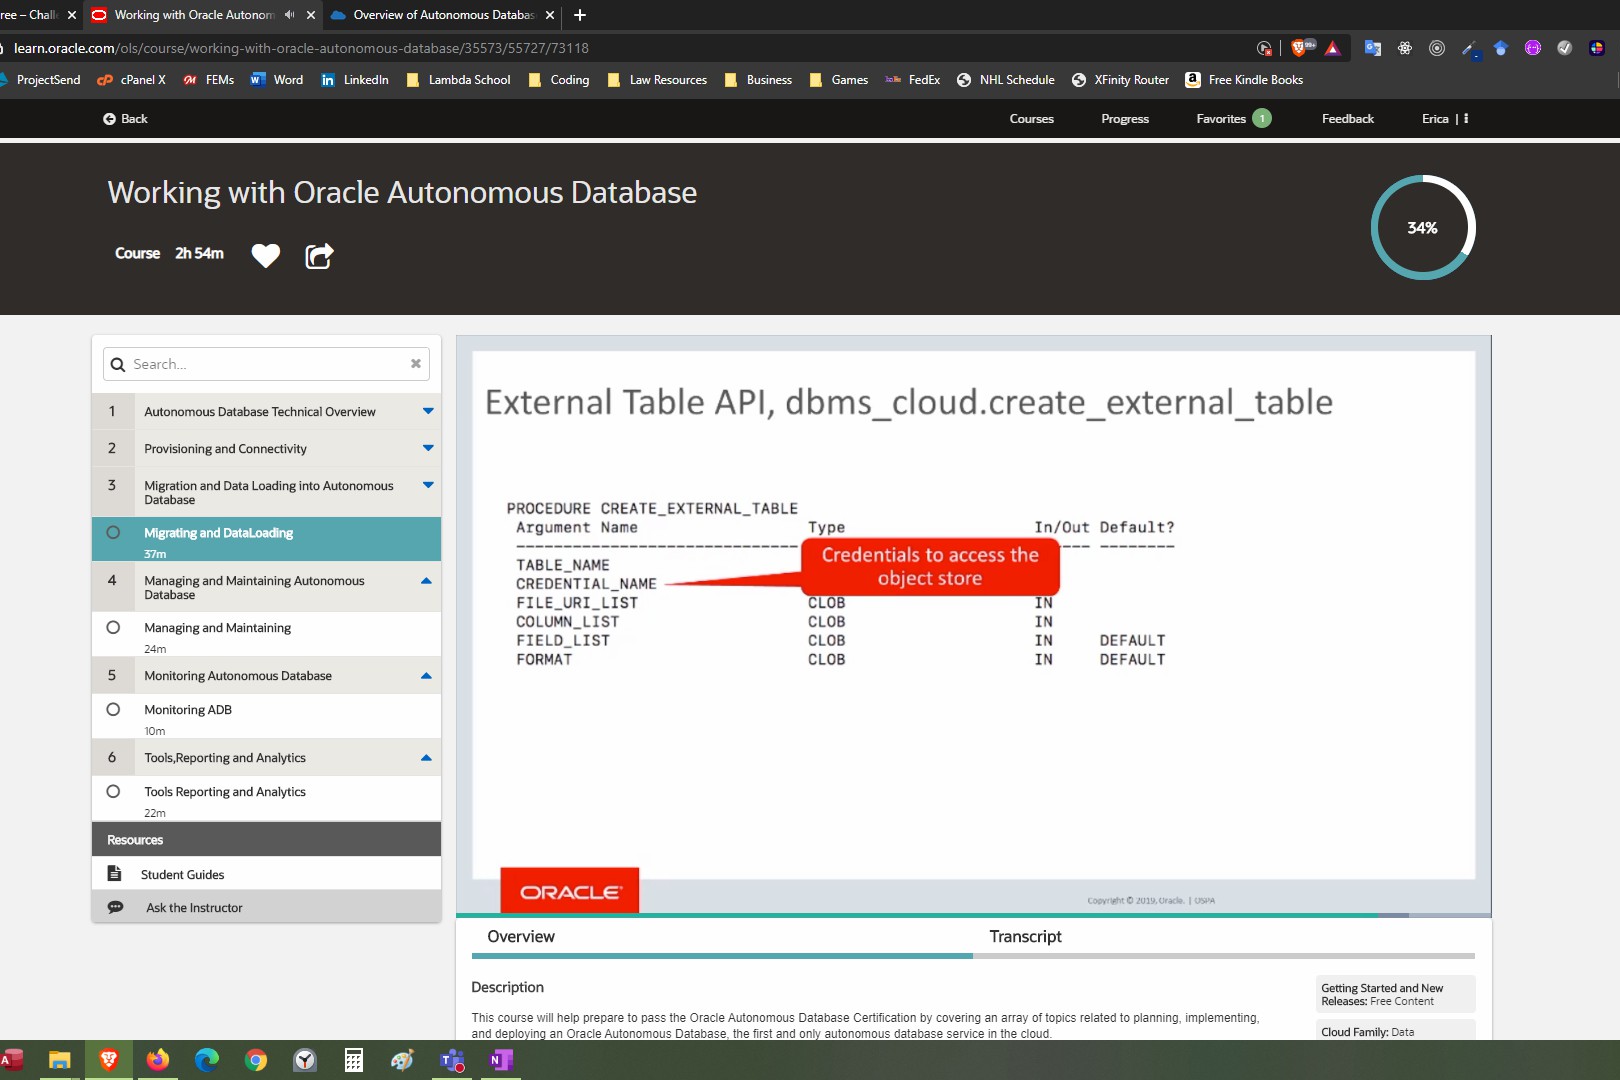 ree – Chall
Working with Oracle Autonom
Overview of Autonomous Databas
learn.oracle.com/ols/course/working-with-oracle-autonomous-database/35573/55727/73118
99+
ProjectSend
cPanel X
FEMs
Word
LinkedIn
Lambda School
Coding
Law Resources
Business
Games
FedEx
NHL Schedule
XFinity Router
Free Kindle Books
Back
Courses
Progress
Favorites 1
Feedback
Erica |
Working with Oracle Autonomous Database
Course 2h 54m
34%
Search...
1 Autonomous Database Technical Overview
2 Provisioning and Connectivity
3 Migration and Data Loading into Autonomous
Database
Migrating and DataLoading
37m
4 Managing and Maintaining Autonomous
Database
Managing and Maintaining
24m
5 Monitoring Autonomous Database
Monitoring ADB
10m
6 Tools,Reporting and Analytics
Tools Reporting and Analytics
22m
Resources
Student Guides
Ask the Instructor
External Table API, dbms_cloud.create_external_table
PROCEDURE CREATE_EXTERNAL_TABLE
Argument Name Type In/Out Default?
TABLE_NAME
CREDENTIAL_NAME
Credentials to access the
object store
FILE_URI_LIST CLOB IN
COLUMN_LIST CLOB IN
FIELD_LIST CLOB IN DEFAULT
FORMAT CLOB IN DEFAULT
ORACLE
Copyright © 2019, Oracle. | OSPA
Overview
Transcript
Description
This course will help prepare to pass the Oracle Autonomous Database Certification by covering an array of topics related to planning, implementing,
and deploying an Oracle Autonomous Database, the first and only autonomous database service in the cloud.
Getting Started and New
Releases: Free Content
Cloud Family: Data